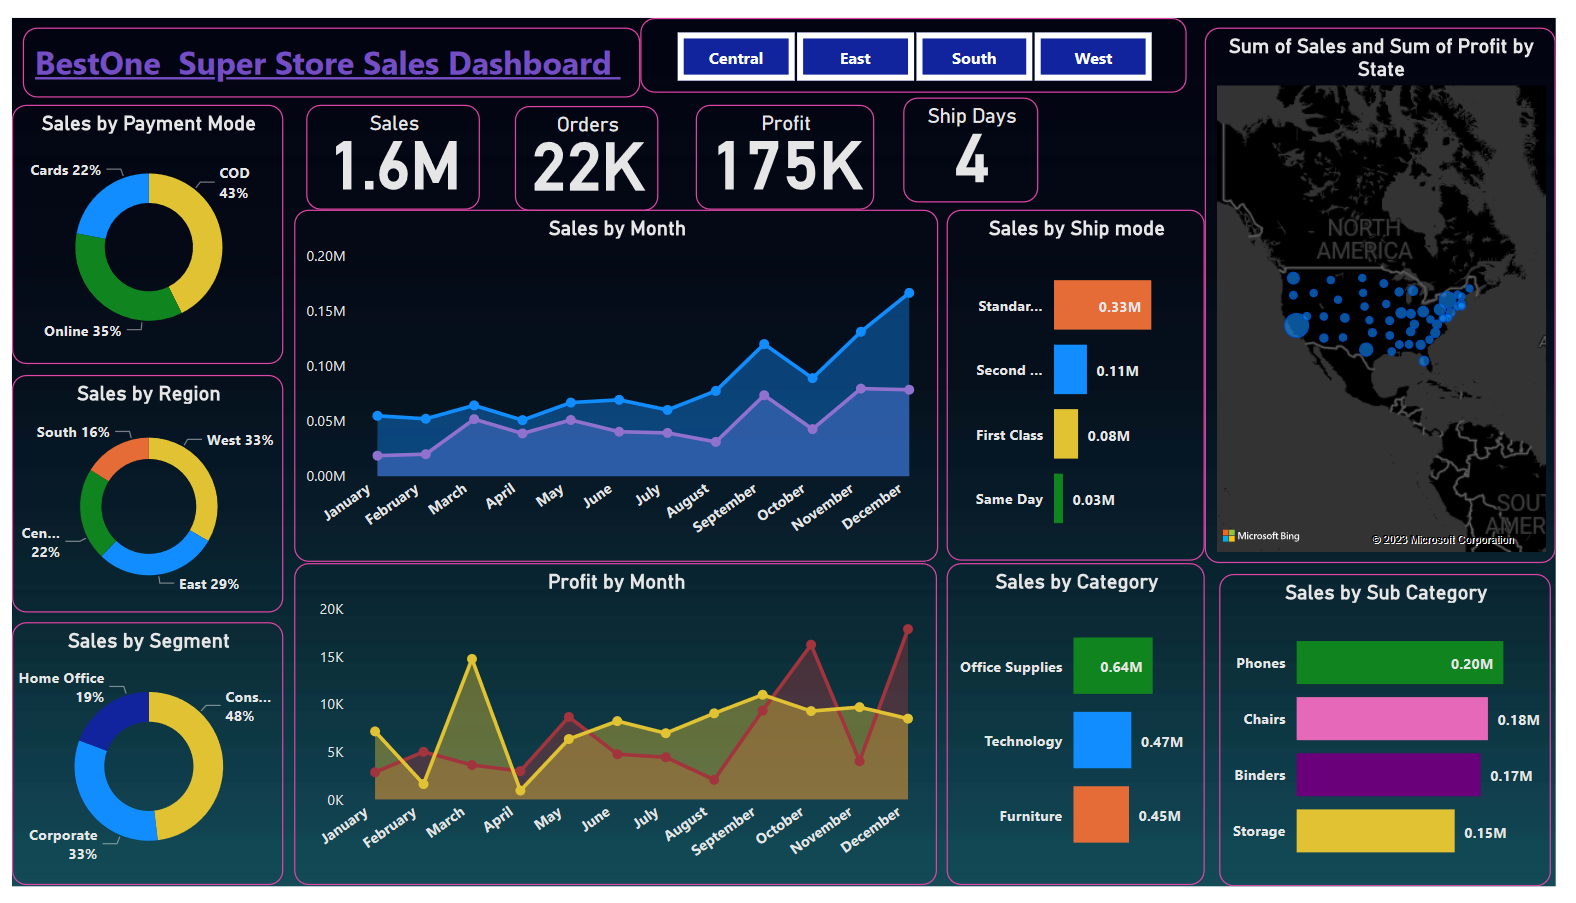 BestOne  Super Store Sales Dashboard
Central
East
South
West
Sum of Sales and Sum of Profit by
State
Sales by Payment Mode
Cards 22%
COD
43%
Online 35%
Sales
1.6M
Orders
22K
Profit
175K
Ship Days
4
Sales by Month
0.20M
0.15M
0.10M
0.05M
0.00M
January
February
March
April
May
June
July
August
September
October
November
December
Sales by Ship mode
Standar...
0.33M
Second ...
0.11M
First Class
0.08M
Same Day
0.03M
NORTH
AMERICA
SOUT
AMER
A
Microsoft Bing
© 2023 Microsoft Corporation
Sales by Region
South 16%
West 33%
Cen...
22%
East 29%
Sales by Segment
Home Office
19%
Cons...
48%
Corporate
33%
Profit by Month
20K
15K
10K
5K
0K
January
February
March
April
May
June
July
August
September
October
November
December
Sales by Category
Office Supplies
0.64M
Technology
0.47M
Furniture
0.45M
Sales by Sub Category
Phones
0.20M
Chairs
0.18M
Binders
0.17M
Storage
0.15M